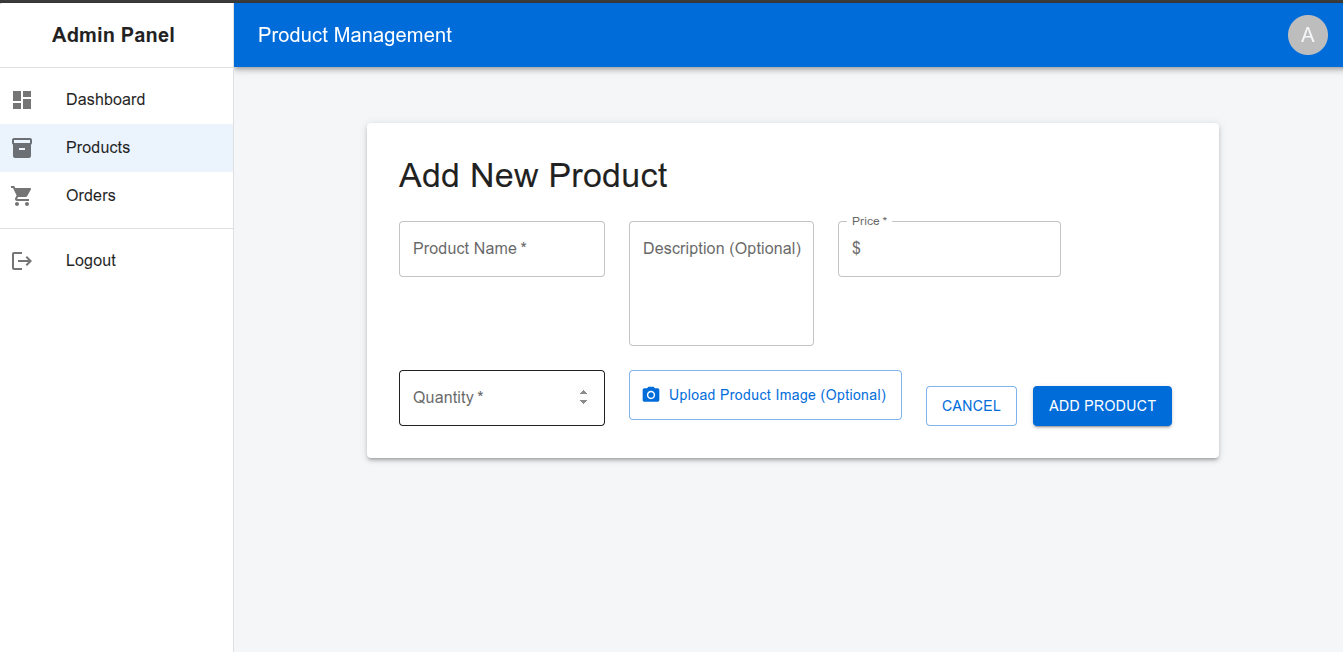 Admin Panel
Product Management
A
Dashboard
Products
Orders
Logout
Add New Product
Product Name *
Description (Optional)
Price *
$
Quantity *
Upload Product Image (Optional)
CANCEL
ADD PRODUCT